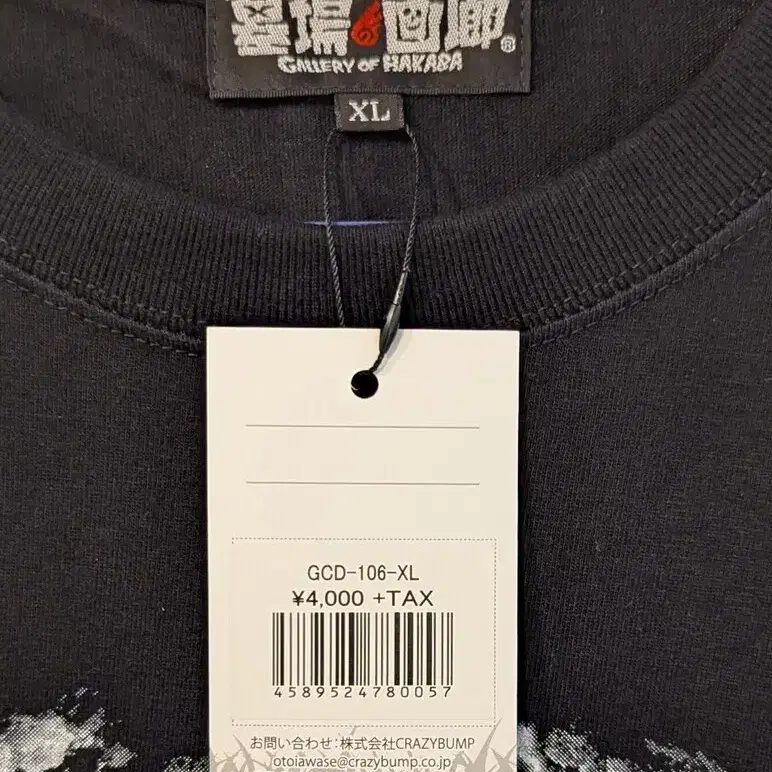 墓場の画廊®
GALLERY OF HAKABA
XL
GCD-106-XL
¥4,000 +TAX
4589524780057
お問い合わせ:株式会社CRAZYBUMP
otoiawase@crazybump.co.jp